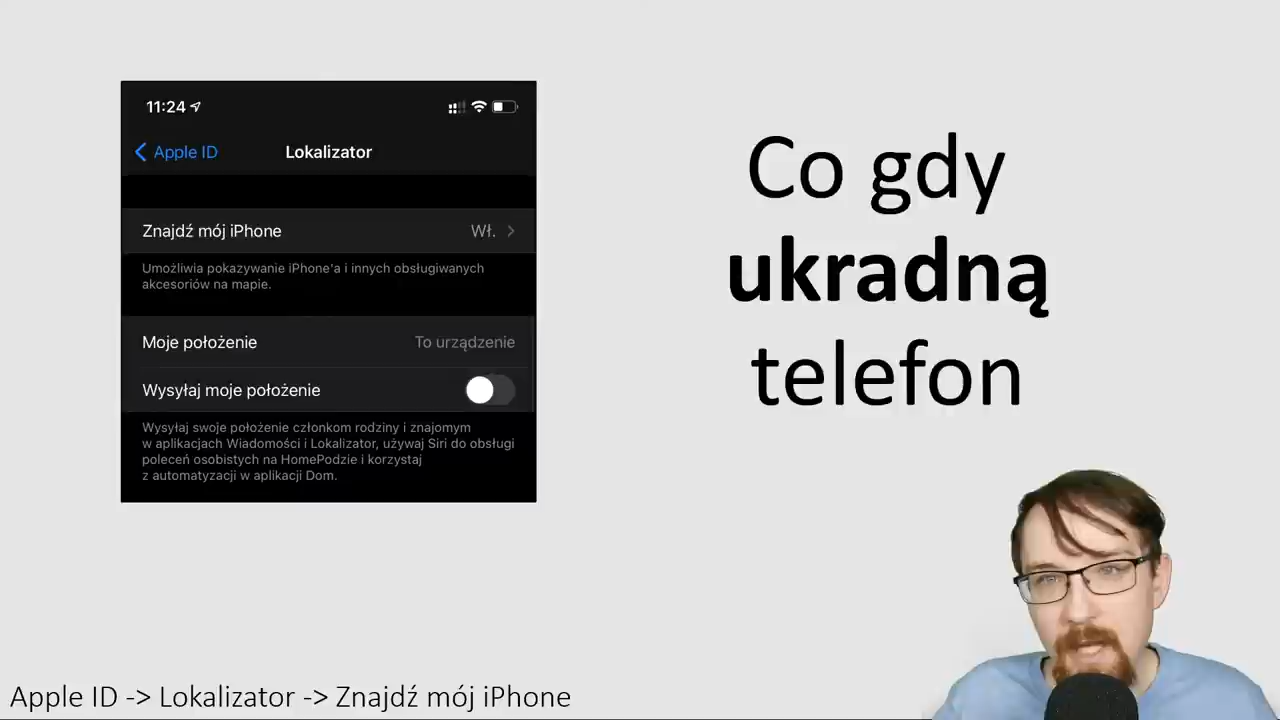 11:24
Apple ID
Lokalizator
Znajdź mój iPhone
Wł.
Umożliwia pokazywanie iPhone'a i innych obsługiwanych
akcesoriów na mapie.
Moje położenie
To urządzenie
Wysyłaj moje położenie
Wysyłaj swoje położenie członkom rodziny i znajomym
w aplikacjach Wiadomości i Lokalizator, używaj Siri do obsługi
poleceń osobistych na HomePodzie i korzystaj
z automatyzacji w aplikacji Dom.
Co gdy
ukradną
telefon
Apple ID -> Lokalizator -> Znajdź mój iPhone